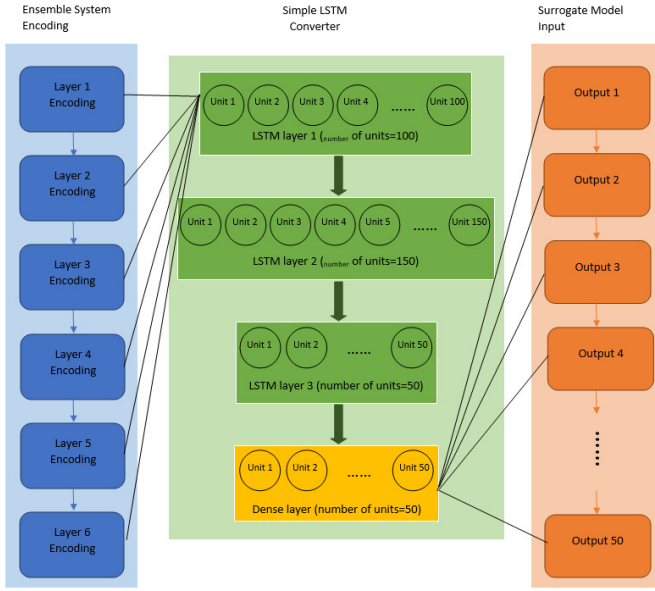 Ensemble System
Encoding
Layer 1
Encoding
Layer 2
Encoding
Layer 3
Encoding
Layer 4
Encoding
Layer 5
Encoding
Layer 6
Encoding
Simple LSTM
Converter
Unit 1 Unit 2 Unit 3 Unit 4 ...... Unit 100
LSTM layer 1 (number of units=100)
Unit 1 Unit 2 Unit 3 Unit 4 Unit 5 ...... Unit 150
LSTM layer 2 (number of units=150)
Unit 1 Unit 2 ...... Unit 50
LSTM layer 3 (number of units=50)
Unit 1 Unit 2 ...... Unit 50
Dense layer (number of units=50)
Surrogate Model
Input
Output 1
Output 2
Output 3
Output 4
......
Output 50